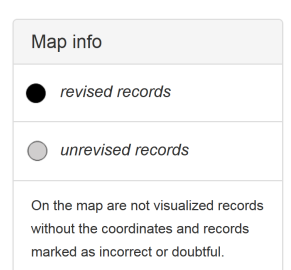 Map info
revised records
unrevised records
On the map are not visualized records
without the coordinates and records
marked as incorrect or doubtful.